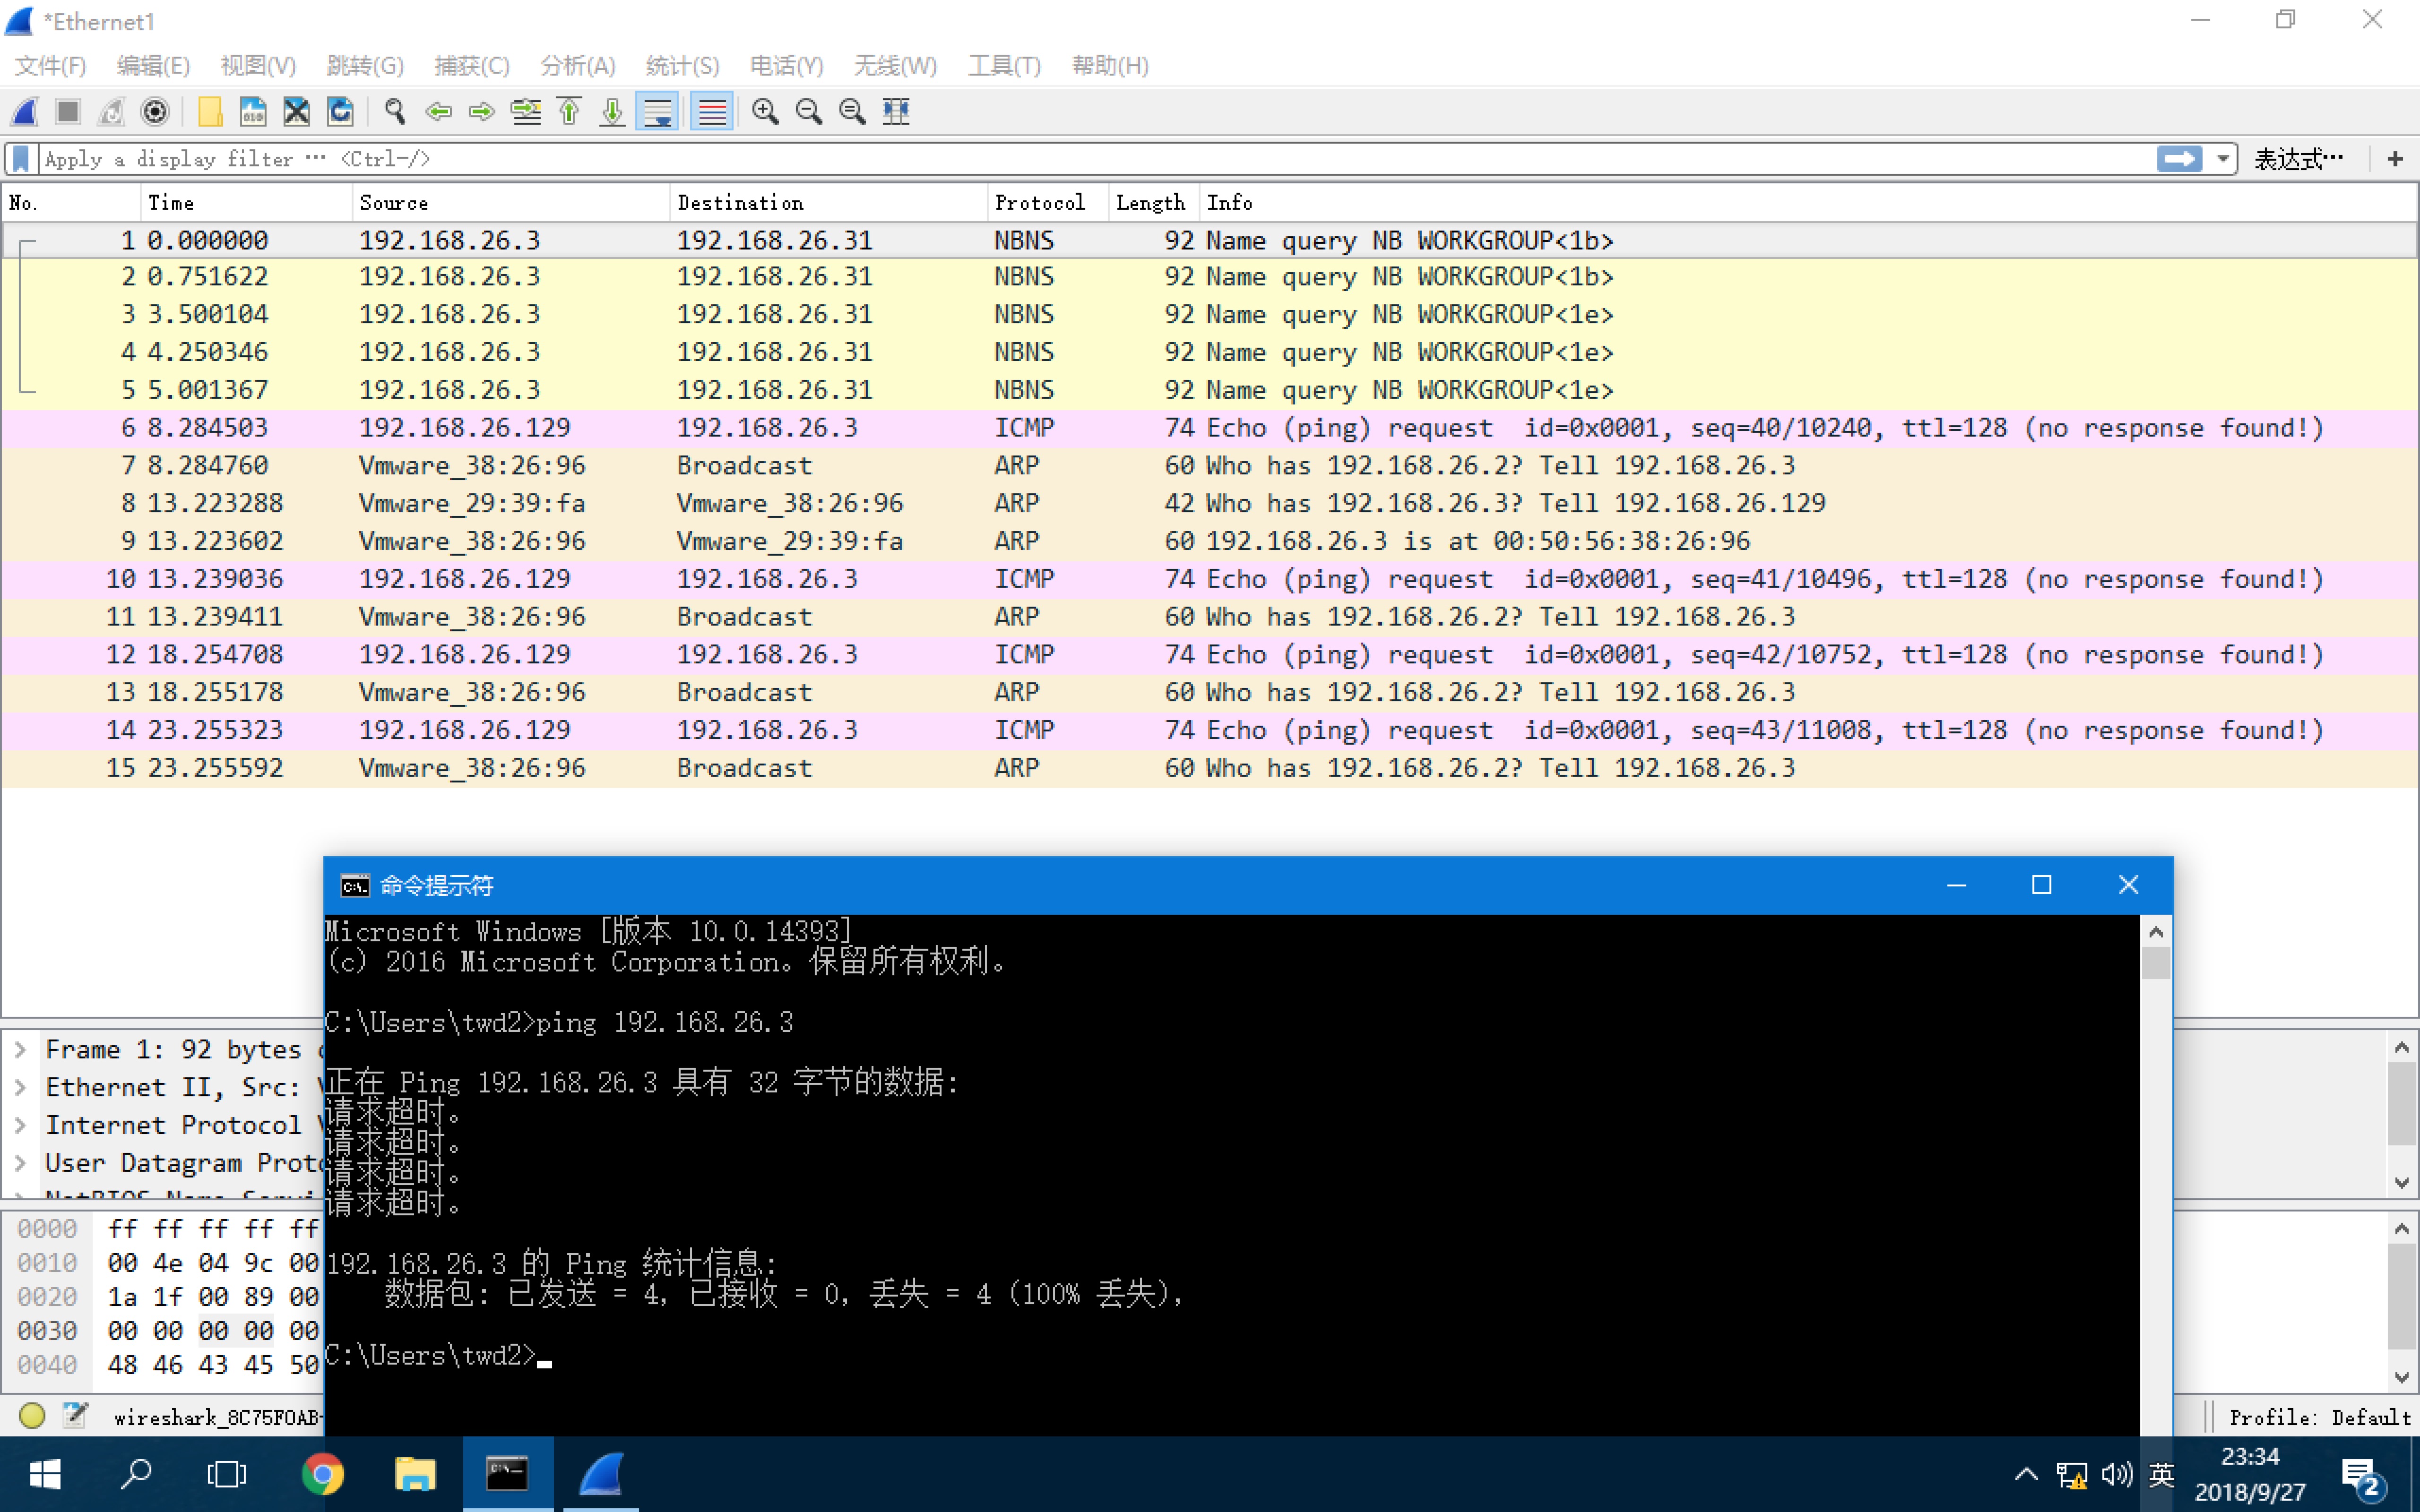 *Ethernet1
文件(F) 编辑(E) 视图(V) 跳转(G) 捕获(C) 分析(A) 统计(S) 电话(Y) 无线(W) 工具(T) 帮助(H)
Apply a display filter … <Ctrl-/> 表达式… +
No. Time Source Destination Protocol Length Info
1 0.000000 192.168.26.3 192.168.26.31 NBNS 92 Name query NB WORKGROUP<1b>
2 0.751622 192.168.26.3 192.168.26.31 NBNS 92 Name query NB WORKGROUP<1b>
3 3.500104 192.168.26.3 192.168.26.31 NBNS 92 Name query NB WORKGROUP<1e>
4 4.250346 192.168.26.3 192.168.26.31 NBNS 92 Name query NB WORKGROUP<1e>
5 5.001367 192.168.26.3 192.168.26.31 NBNS 92 Name query NB WORKGROUP<1e>
6 8.284503 192.168.26.129 192.168.26.3 ICMP 74 Echo (ping) request id=0x0001, seq=40/10240, ttl=128 (no response found!)
7 8.284760 Vmware_38:26:96 Broadcast ARP 60 Who has 192.168.26.2? Tell 192.168.26.3
8 13.223288 Vmware_29:39:fa Vmware_38:26:96 ARP 42 Who has 192.168.26.3? Tell 192.168.26.129
9 13.223602 Vmware_38:26:96 Vmware_29:39:fa ARP 60 192.168.26.3 is at 00:50:56:38:26:96
10 13.239036 192.168.26.129 192.168.26.3 ICMP 74 Echo (ping) request id=0x0001, seq=41/10496, ttl=128 (no response found!)
11 13.239411 Vmware_38:26:96 Broadcast ARP 60 Who has 192.168.26.2? Tell 192.168.26.3
12 18.254708 192.168.26.129 192.168.26.3 ICMP 74 Echo (ping) request id=0x0001, seq=42/10752, ttl=128 (no response found!)
13 18.255178 Vmware_38:26:96 Broadcast ARP 60 Who has 192.168.26.2? Tell 192.168.26.3
14 23.255323 192.168.26.129 192.168.26.3 ICMP 74 Echo (ping) request id=0x0001, seq=43/11008, ttl=128 (no response found!)
15 23.255592 Vmware_38:26:96 Broadcast ARP 60 Who has 192.168.26.2? Tell 192.168.26.3
命令提示符
Microsoft Windows [版本 10.0.14393]
(c) 2016 Microsoft Corporation。保留所有权利。
C:\Users\twd2>ping 192.168.26.3
正在 Ping 192.168.26.3 具有 32 字节的数据:
请求超时。
请求超时。
请求超时。
请求超时。
192.168.26.3 的 Ping 统计信息:
数据包: 已发送 = 4, 已接收 = 0, 丢失 = 4 (100% 丢失),
C:\Users\twd2>
Frame 1: 92 bytes
Ethernet II, Src:
Internet Protocol
User Datagram
0000 ff ff ff ff ff
0010 00 4e 04 9c 00
0020 1a 1f 00 89 00
0030 00 00 00 00 00
0040 48 46 43 45 50
wireshark_8C75F0AB
Profile: Default
英
23:34
2018/9/27
2